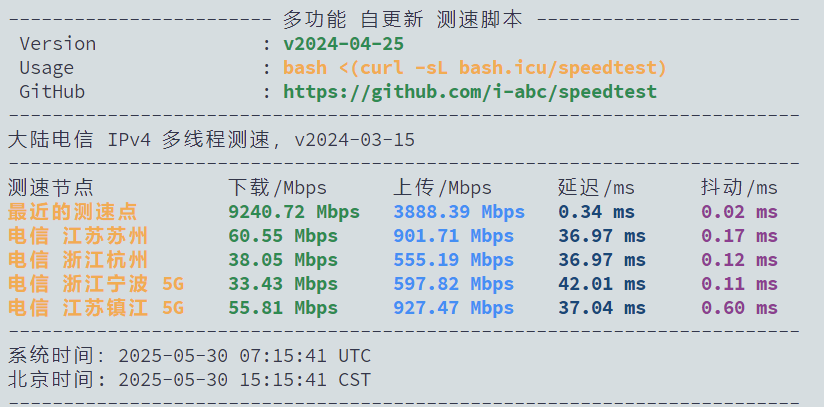 ------------------------ 多功能 自更新 测速脚本 ------------------------
Version : v2024-04-25
Usage : bash <(curl -sL bash.icu/speedtest)
GitHub : https://github.com/i-abc/speedtest
------------------------------------------------------------------------
大陆电信 IPv4 多线程测速, v2024-03-15
------------------------------------------------------------------------
测速节点 下载/Mbps 上传/Mbps 延迟/ms 抖动/ms
最近的测速点 9240.72 Mbps 3888.39 Mbps 0.34 ms 0.02 ms
电信 江苏苏州 60.55 Mbps 901.71 Mbps 36.97 ms 0.17 ms
电信 浙江杭州 38.05 Mbps 555.19 Mbps 36.97 ms 0.12 ms
电信 浙江宁波 5G 33.43 Mbps 597.82 Mbps 42.01 ms 0.11 ms
电信 江苏镇江 5G 55.81 Mbps 927.47 Mbps 37.04 ms 0.60 ms
------------------------------------------------------------------------
系统时间: 2025-05-30 07:15:41 UTC
北京时间: 2025-05-30 15:15:41 CST
------------------------------------------------------------------------